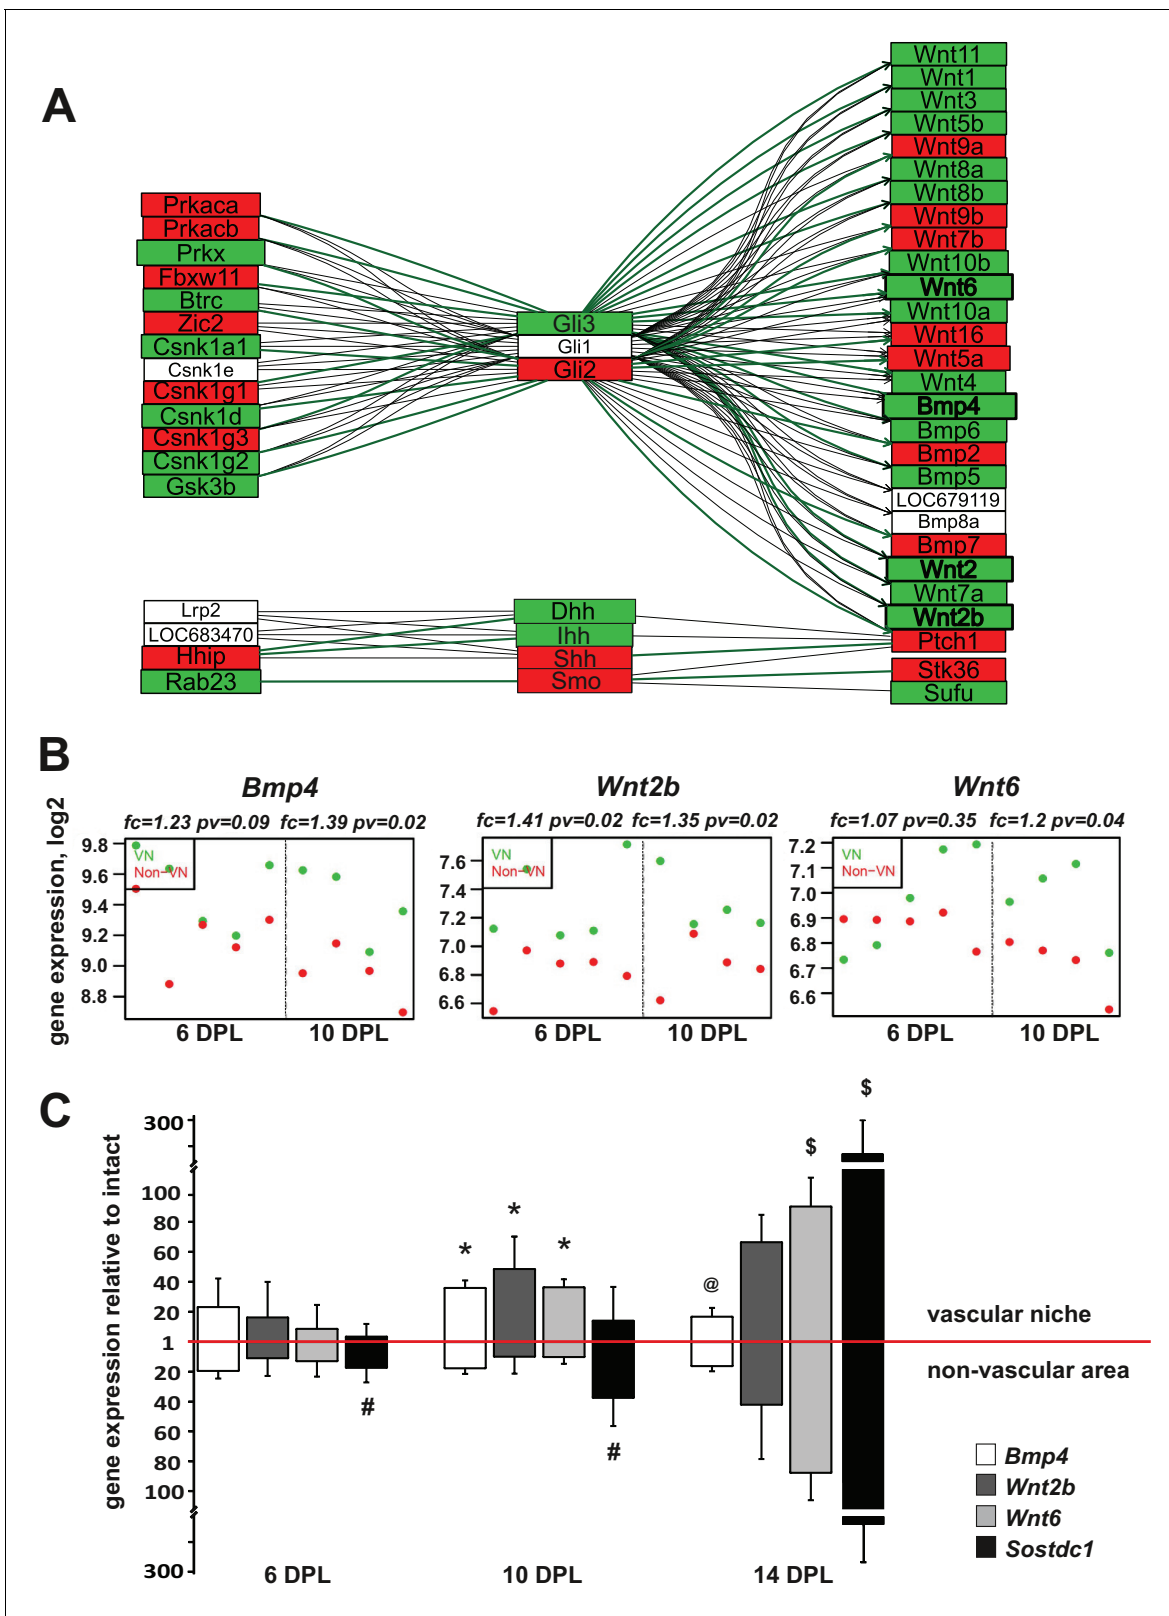 A
Prkaca
Prkacb
Prkx
Fbxw11
Btrc
Zic2
Csnk1a1
Csnk1e
Csnk1g1
Csnk1d
Csnk1g3
Csnk1g2
Gsk3b
Lrp2
LOC683470
Hhip
Rab23
Gli3
Gli1
Gli2
Dhh
Ihh
Shh
Smo
Wnt11
Wnt1
Wnt3
Wnt5b
Wnt9a
Wnt8a
Wnt8b
Wnt9b
Wnt7b
Wnt10b
Wnt6
Wnt10a
Wnt16
Wnt5a
Wnt4
Bmp4
Bmp6
Bmp2
Bmp5
LOC679119
Bmp8a
Bmp7
Wnt2
Wnt7a
Wnt2b
Ptch1
Stk36
Sufu
B
gene expression, log2
Bmp4
fc=1.23 pv=0.09 fc=1.39 pv=0.02
VN
Non-VN
9.8
9.6
9.4
9.2
9.0
8.8
6 DPL 10 DPL
Wnt2b
fc=1.41 pv=0.02 fc=1.35 pv=0.02
VN
Non-VN
7.6
7.4
7.2
7.0
6.8
6.6
6 DPL 10 DPL
Wnt6
fc=1.07 pv=0.35 fc=1.2 pv=0.04
VN
Non-VN
7.2
7.1
7.0
6.9
6.8
6.7
6.6
6 DPL 10 DPL
C
gene expression relative to intact
300
100
80
60
40
20
1
20
40
60
80
100
300
#
*
*
*
#
@
$
$
vascular niche
non-vascular area
Bmp4
Wnt2b
Wnt6
Sostdc1
6 DPL 10 DPL 14 DPL